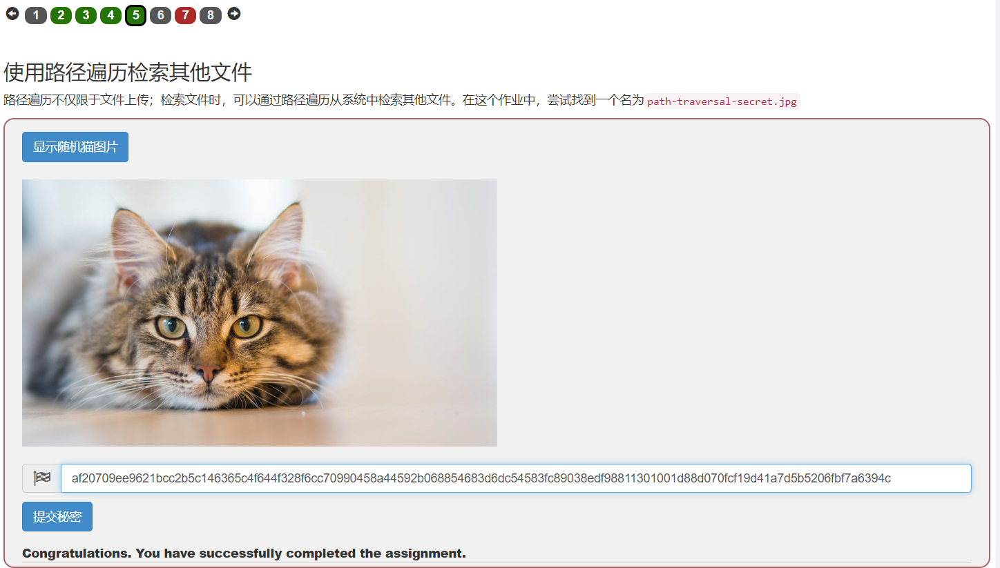 1 2 3 4 5 6 7 8
使用路径遍历检索其他文件
路径遍历不仅限于文件上传；检索文件时，可以通过路径遍历从系统中检索其他文件。在这个作业中，尝试找到一个名为 path-traversal-secret.jpg
显示随机猫图片
af20709ee9621bcc2b5c146365c4f644f328f6cc70990458a44592b068854683d6dc54583fc89038edf98811301001d88d070fcf19d41a7d5b5206fbf7a6394c
提交秘密
Congratulations. You have successfully completed the assignment.